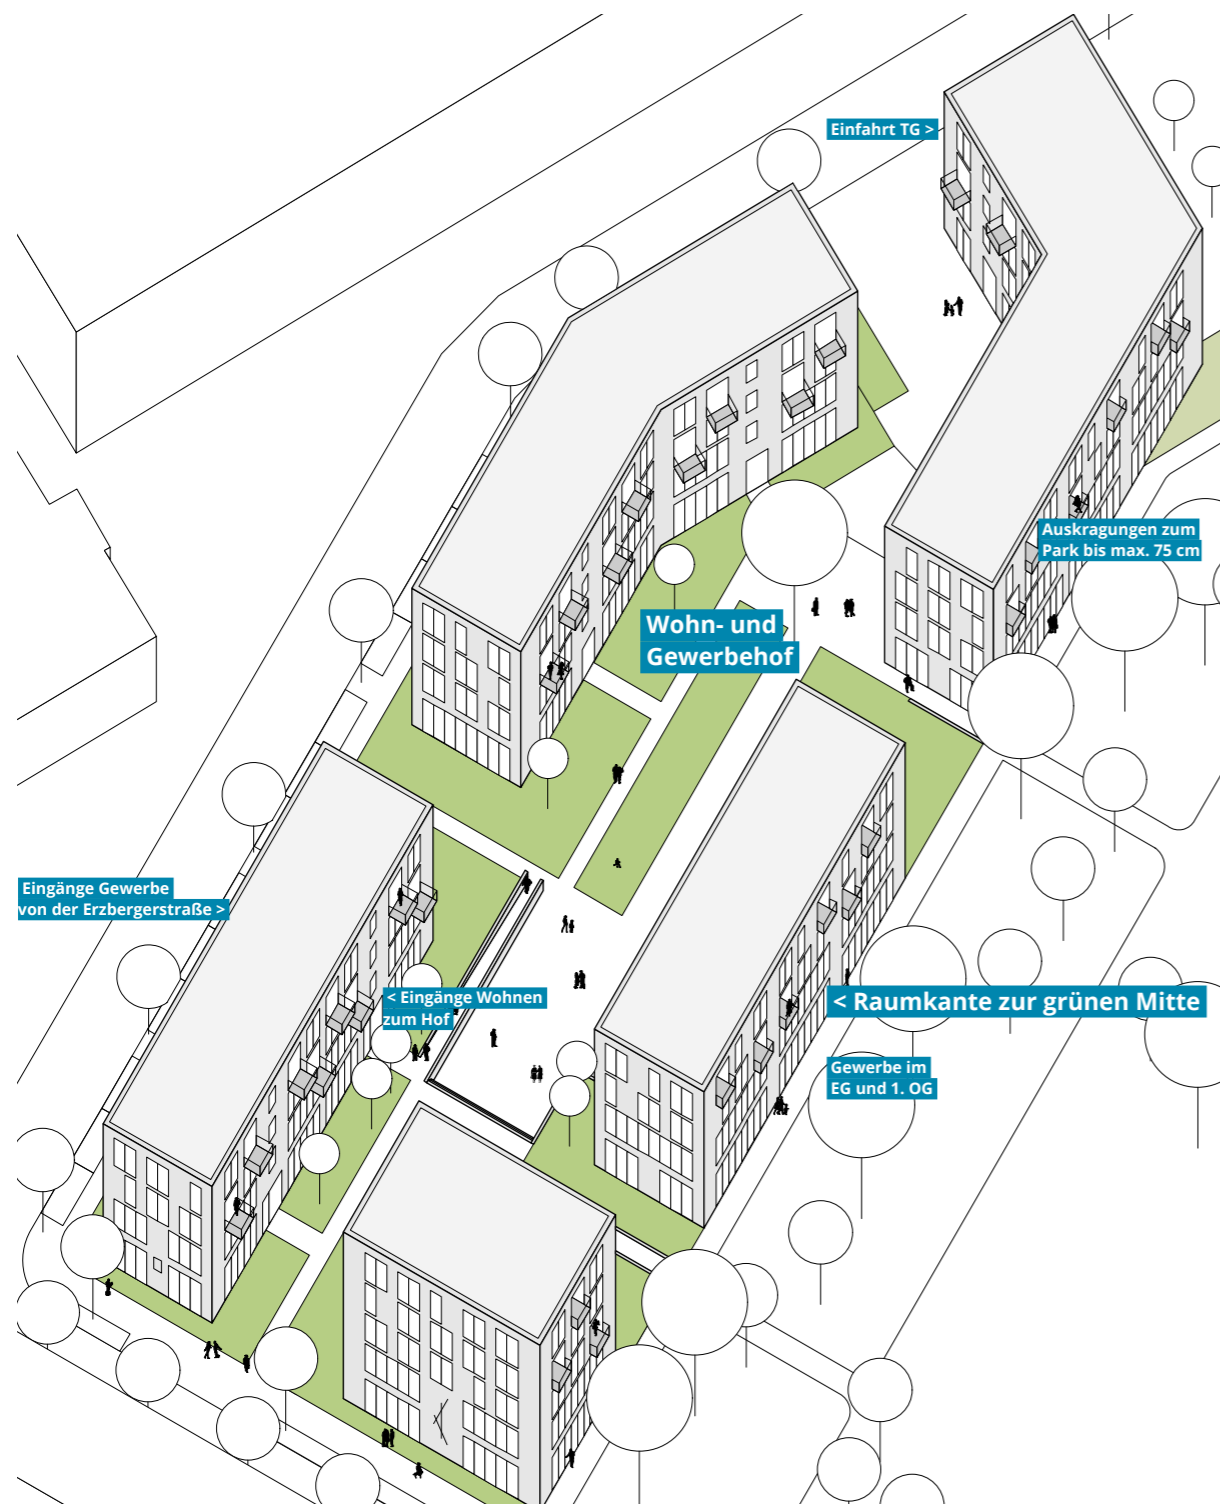 Einfahrt TG >
Auskragungen zum
Park bis max. 75 cm
Wohn- und
Gewerbehof
Eingänge Gewerbe
von der Erzbergerstraße >
< Eingänge Wohnen
zum Hof
< Raumkante zur grünen Mitte
Gewerbe im
EG und 1. OG